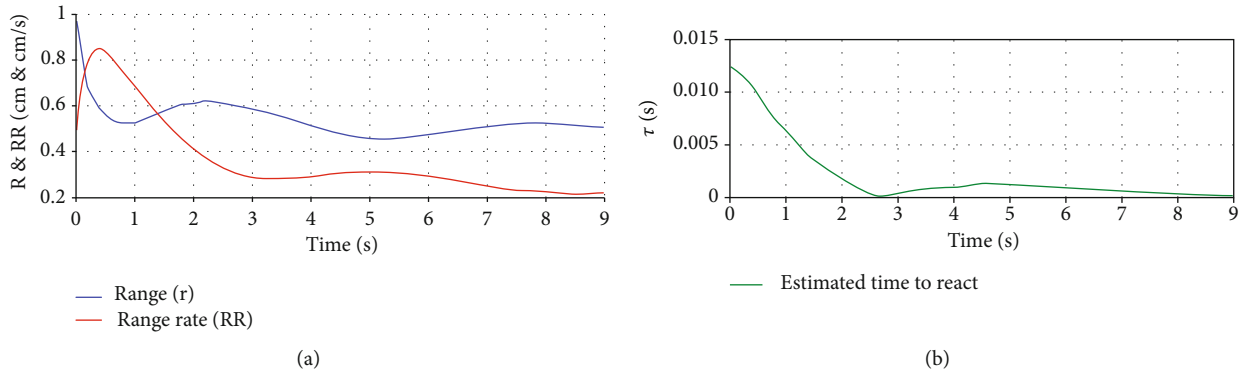 R & RR (cm & cm/s)
1
0.8
0.6
0.4
0.2
0 1 2 3 4 5 6 7 8 9
Time (s)
Range (r)
Range rate (RR)
(a)
τ (s)
0.015
0.010
0.005
0
0 1 2 3 4 5 6 7 8 9
Time (s)
Estimated time to react
(b)